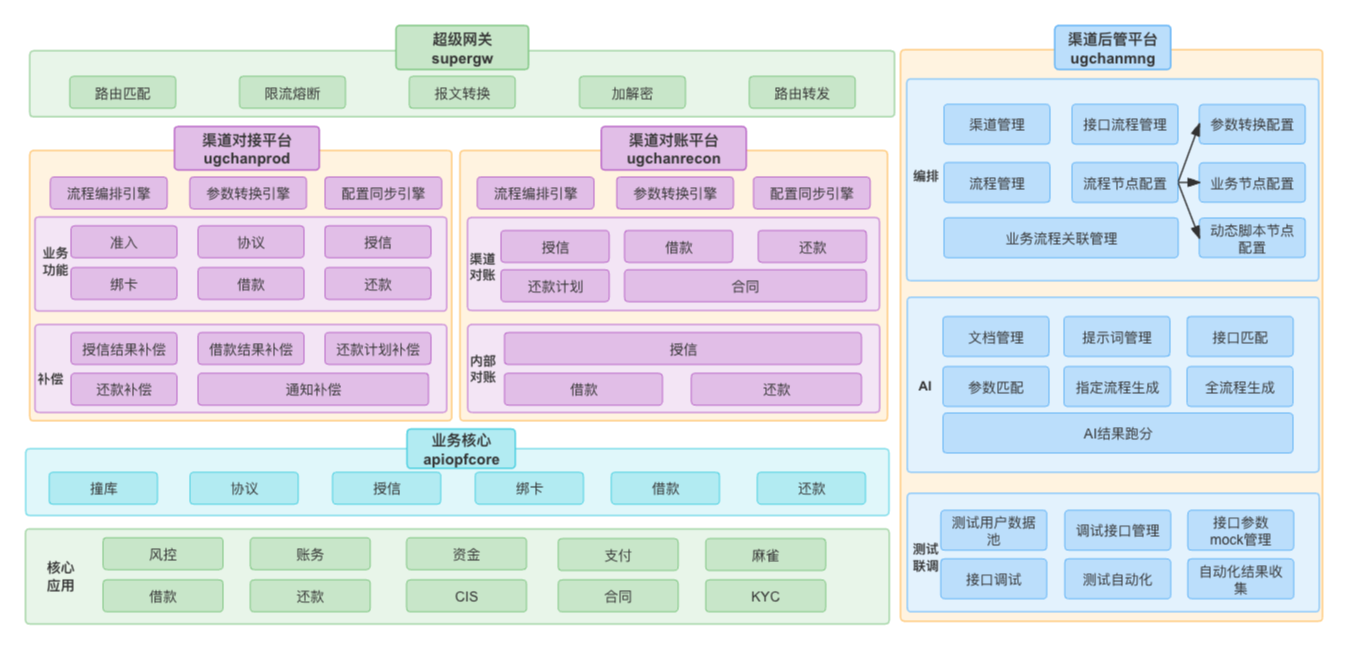 超级网关
supergw
路由匹配
限流熔断
报文转换
加解密
路由转发
渠道对接平台
ugchanprod
流程编排引擎
参数转换引擎
配置同步引擎
业务
功能
准入
协议
授信
绑卡
借款
还款
补偿
授信结果补偿
借款结果补偿
还款计划补偿
还款补偿
通知补偿
渠道对账平台
ugchanrecon
流程编排引擎
参数转换引擎
配置同步引擎
渠道
对账
授信
借款
还款
还款计划
合同
内部
对账
授信
借款
还款
业务核心
apiopfcore
撞库
协议
授信
绑卡
借款
还款
核心
应用
风控
账务
资金
支付
麻雀
借款
还款
CIS
合同
KYC
渠道后管平台
ugchanmng
编排
渠道管理
接口流程管理
参数转换配置
流程管理
流程节点配置
业务节点配置
业务流程关联管理
动态脚本节点
配置
AI
文档管理
提示词管理
接口匹配
参数匹配
指定流程生成
全流程生成
AI结果跑分
测试
联调
测试用户数据
池
调试接口管理
接口参数
mock管理
接口调试
测试自动化
自动化结果收
集